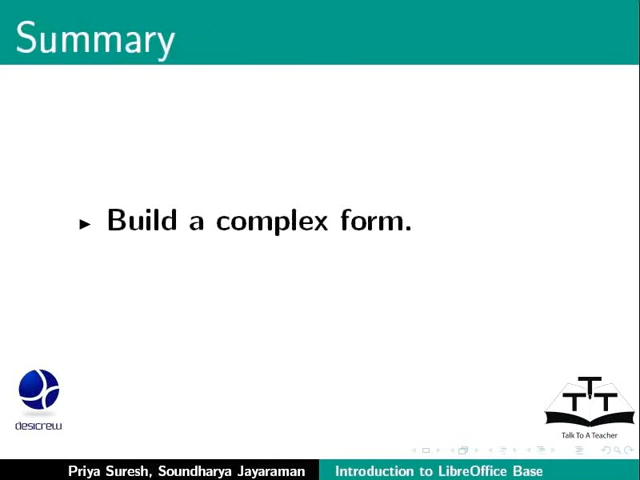 Summary
Build a complex form.
desicrew
T
T T
Talk To A Teacher
Priya Suresh, Soundharya Jayaraman
Introduction to LibreOffice Base